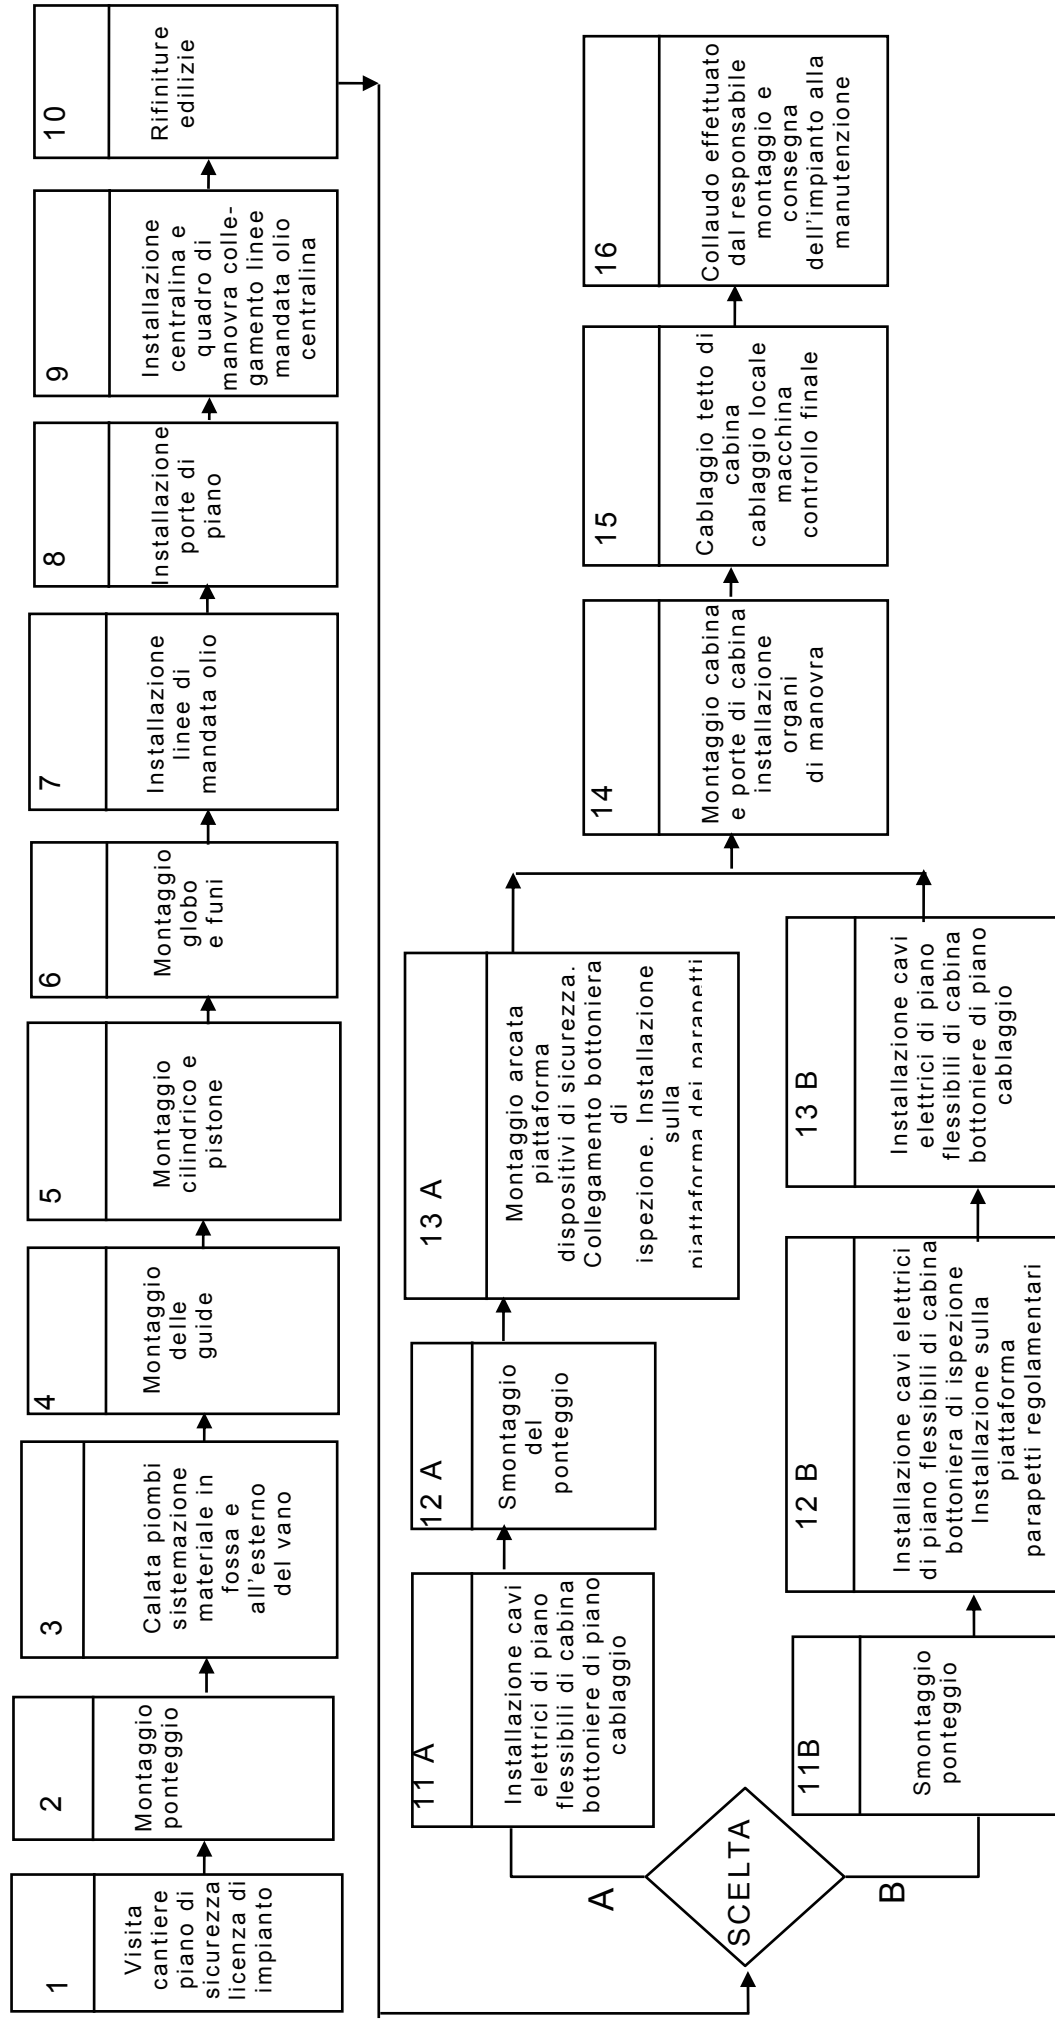 1
Visita
cantiere
piano di
sicurezza
licenza di
impianto
2
Montaggio
ponteggio
3
Calata piombi
sistemazione
materiale in
fossa e
all'esterno
del vano
4
Montaggio
delle
guide
5
Montaggio
cilindrico e
pistone
6
Montaggio
globo
e funi
7
Installazione
linee di
mandata olio
8
Installazione
porte di
piano
9
Installazione
centralina e
quadro di
manovra colle-
gamento linee
mandata olio
centralina
10
Rifiniture
edilizie
SCELTA
A
11 A
Installazione cavi
elettrici di piano
flessibili di cabina
bottoniere di piano
cablaggio
12 A
Smontaggio
del
ponteggio
13 A
Montaggio arcata
piattaforma
dispositivi di sicurezza.
Collegamento bottoniera
di
ispezione. Installazione
sulla
piattaforma dei parapetti
B
11B
Smontaggio
ponteggio
12 B
Installazione cavi elettrici
di piano flessibili di cabina
bottoniera di ispezione
Installazione sulla
piattaforma
parapetti regolamentari
13 B
Installazione cavi
elettrici di piano
flessibili di cabina
bottoniere di piano
cablaggio
14
Montaggio cabina
e porte di cabina
installazione
organi
di manovra
15
Cablaggio tetto di
cabina
cablaggio locale
macchina
controllo finale
16
Collaudo effettuato
dal responsabile
montaggio e
consegna
dell'impianto alla
manutenzione